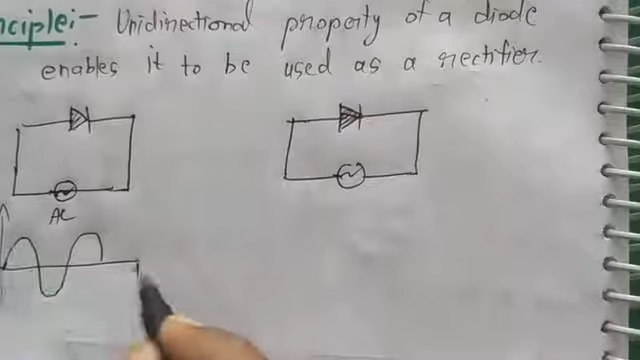 nciple:- Unidirectional property of a diode
enables it to be used as a rectifier.
AC